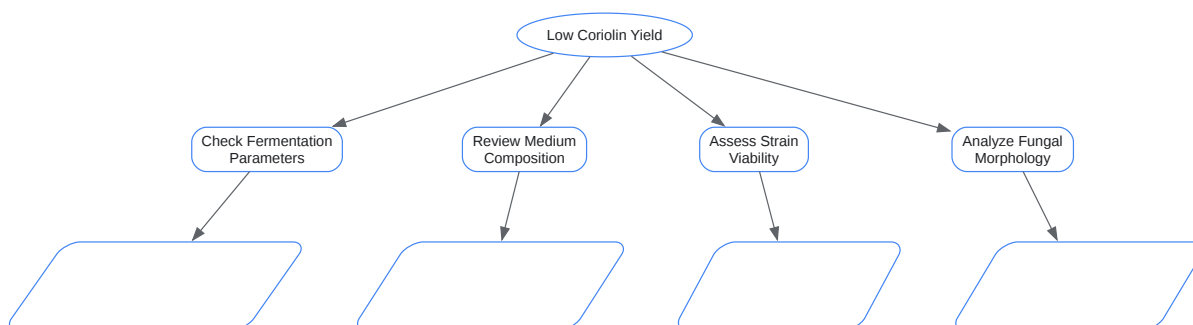 Low Coriolin Yield
Check Fermentation
Parameters
Review Medium
Composition
Assess Strain
Viability
Analyze Fungal
Morphology